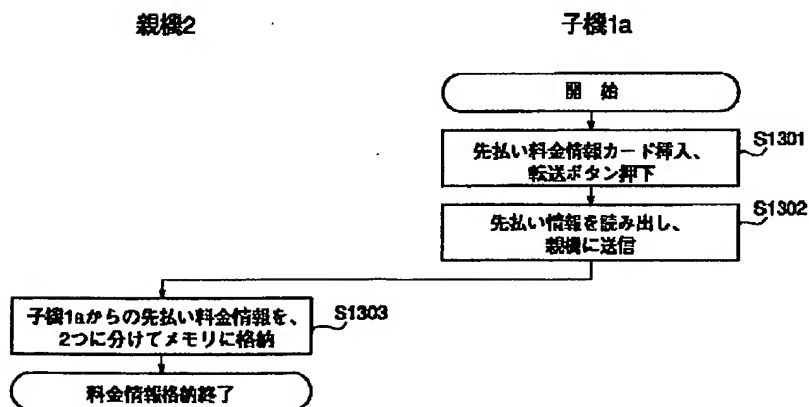 親機2
子機1a
開 始
先払い料金情報カード挿入、
転送ボタン押下
S1301
先払い情報を読み出し、
親機に送信
S1302
子機1aからの先払い料金情報を、
2つに分けてメモリに格納
S1303
料金情報格納終了